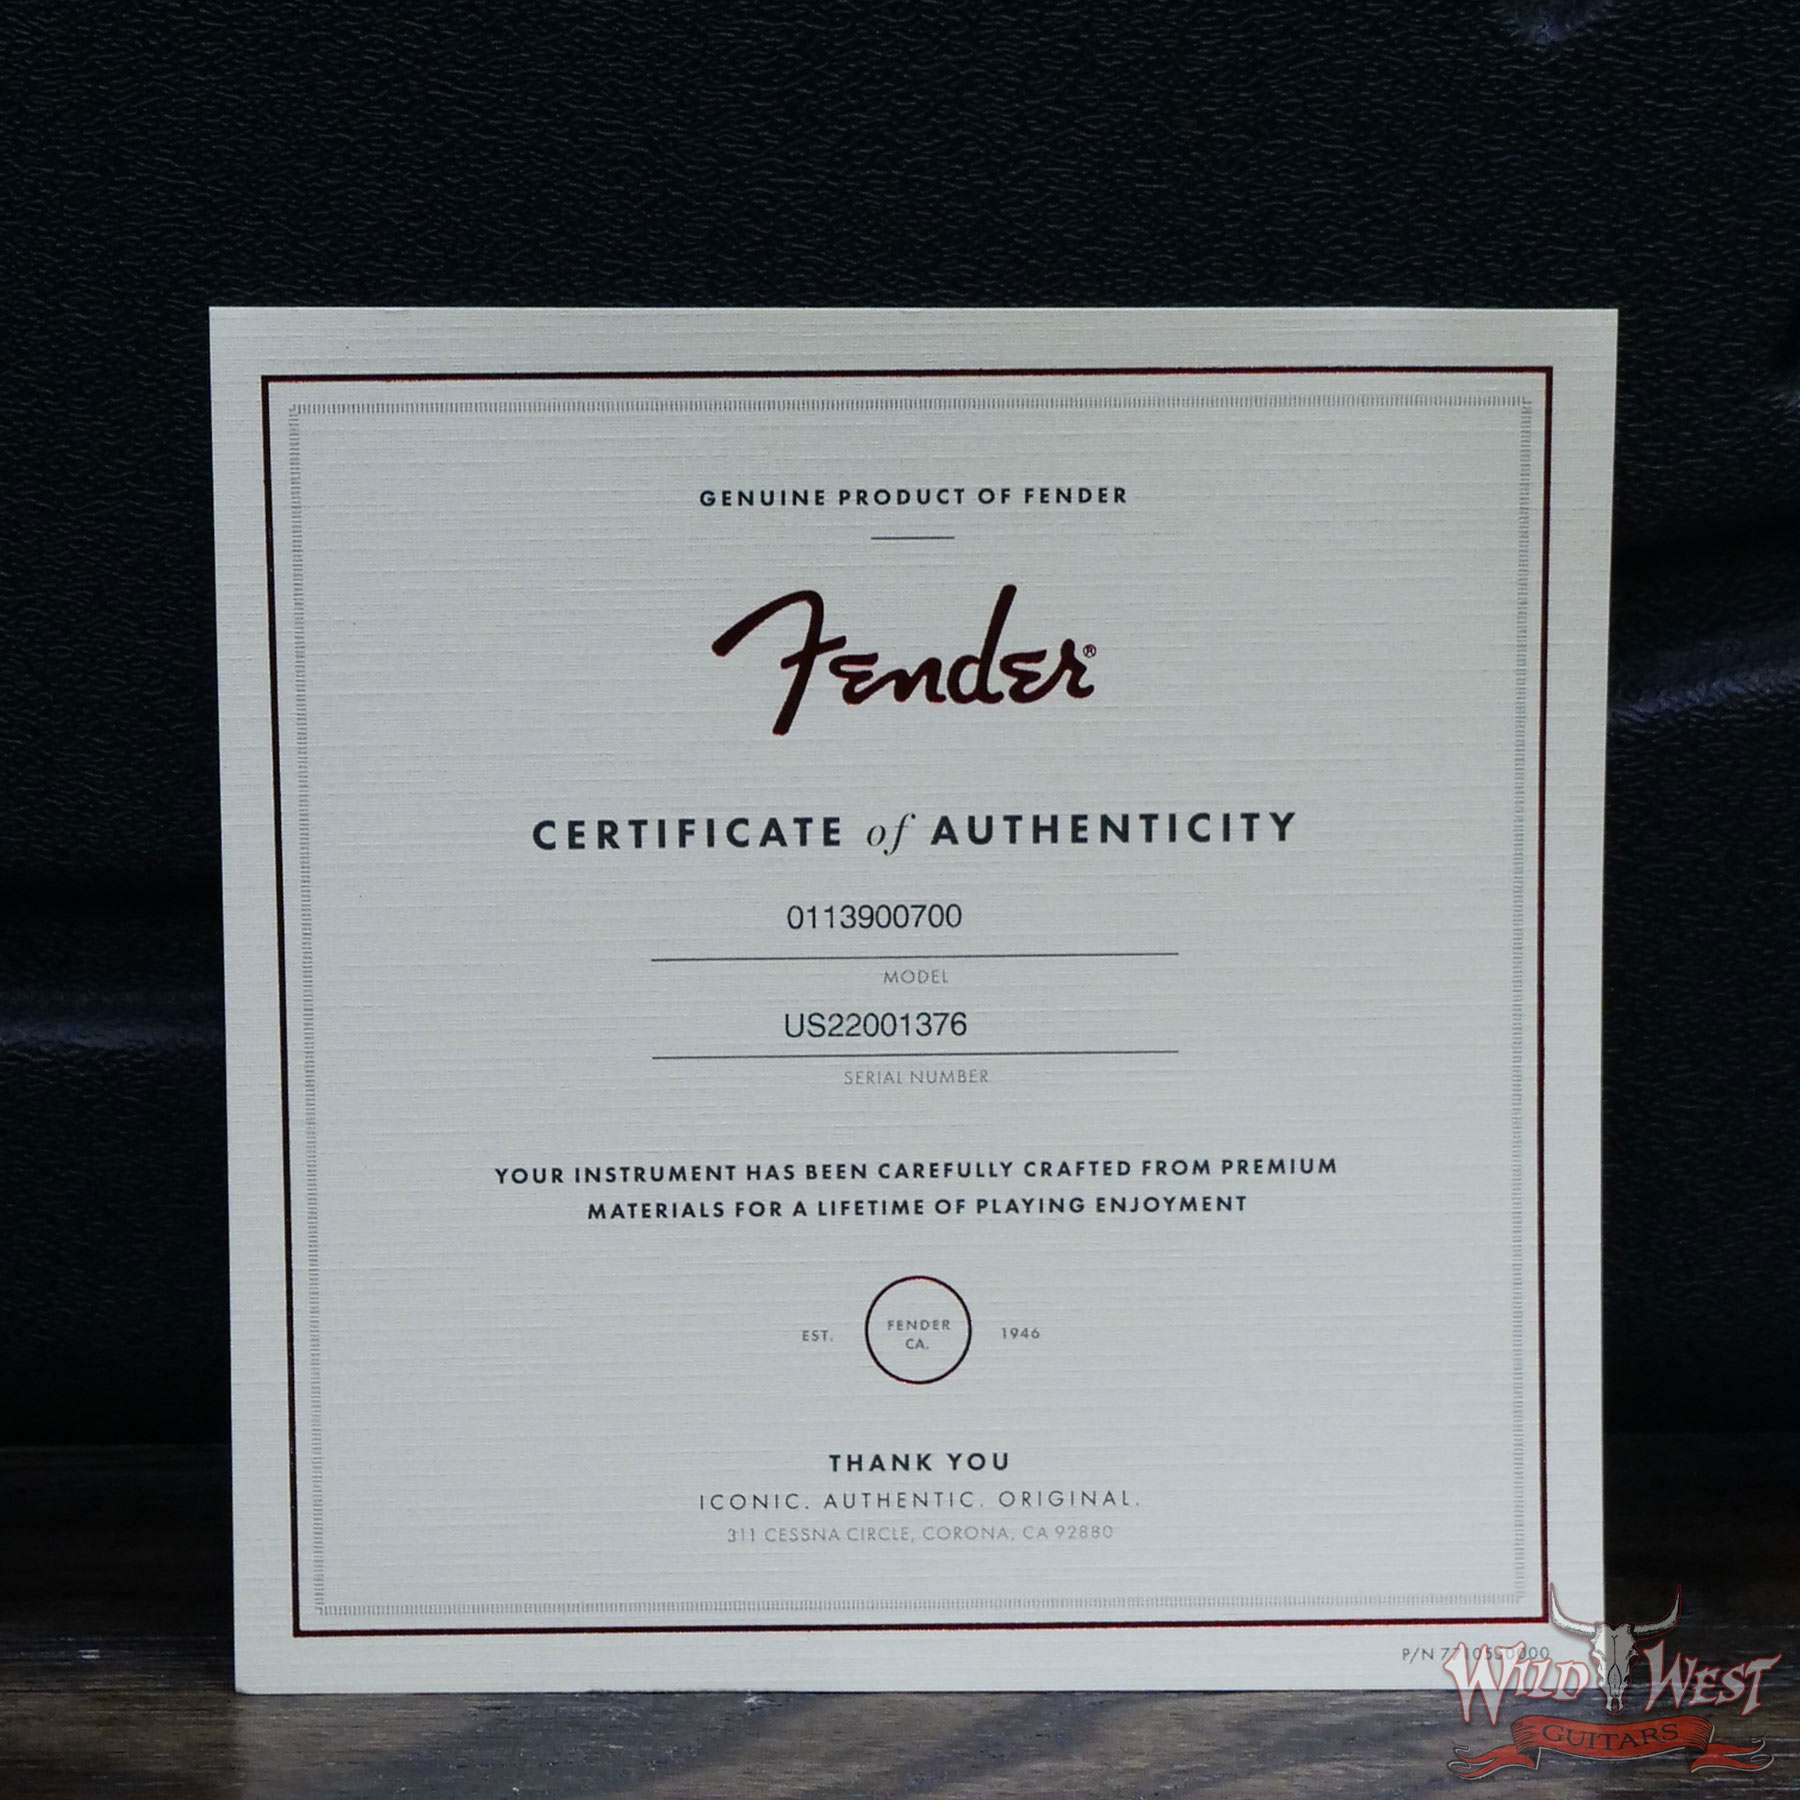 GENUINE PRODUCT OF FENDER
Fender®
CERTIFICATE of AUTHENTICITY
0113900700
MODEL
US22001376
SERIAL NUMBER
YOUR INSTRUMENT HAS BEEN CAREFULLY CRAFTED FROM PREMIUM
MATERIALS FOR A LIFETIME OF PLAYING ENJOYMENT
EST. FENDER CA. 1946
THANK YOU
ICONIC. AUTHENTIC. ORIGINAL.
311 CESSNA CIRCLE, CORONA, CA 92880
P/N
WILD WEST
GUITARS